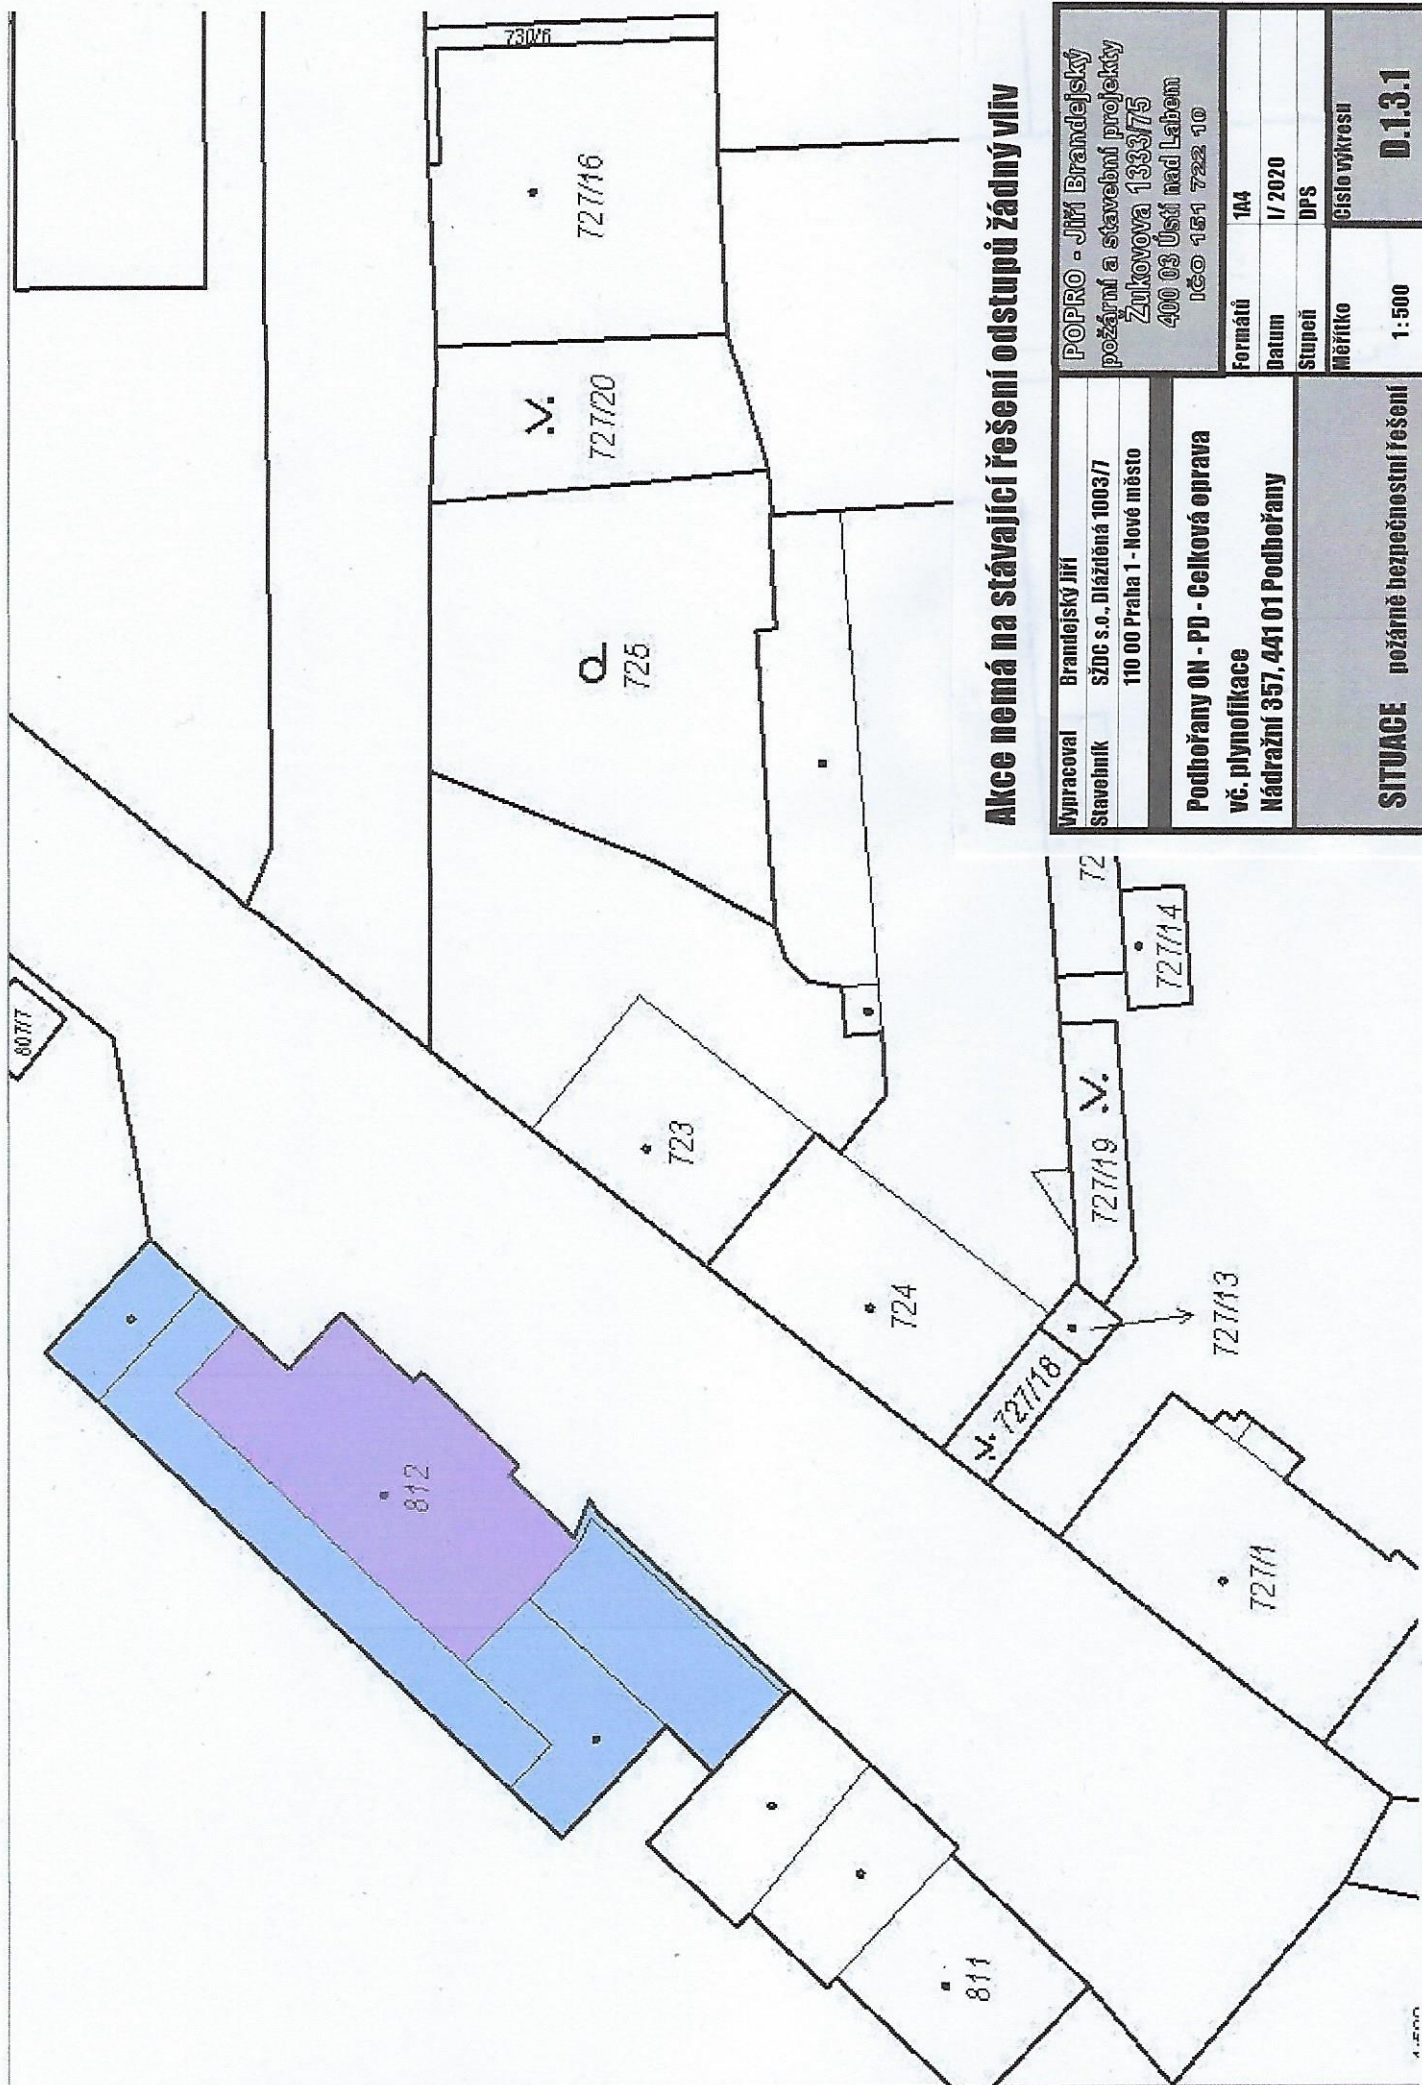 730/6
727/16
727/20
725
807/7
723
724
727/18
727/13
727/19
727/14
72
727/1
812
811
Akce nemá na stávající řešení odstupů žádný vliv
Vypracoval Brandejský Jiří
Stavebník SŽDC s.o., Dlážděná 1003/7
110 00 Praha 1 - Nové město
POPRO - Jiří Brandejský
požární a stavební projekty
Žukovova 1333/75
400 03 Ústí nad Labem
IČO 151 722 10
Podbořany ON - PD - Celková oprava
vč. plynofikace
Nádražní 357, 441 01 Podbořany
Formátů 1A4
Datum I/2020
Stupeň DPS
Měřítko 1:500
Číslo výkresu D.1.3.1
SITUACE požárně bezpečnostní řešení